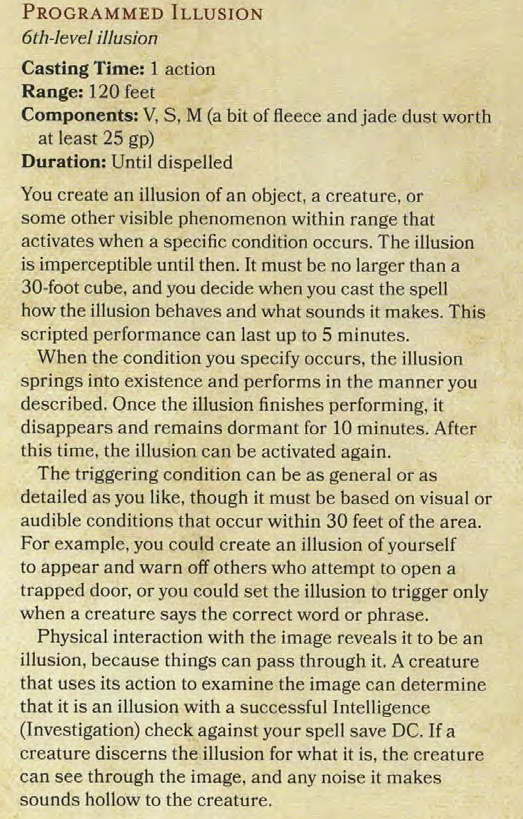 PROGRAMMED ILLUSION
6th-level illusion
Casting Time: 1 action
Range: 120 feet
Components: V, S, M (a bit of fleece and jade dust worth
at least 25 gp)
Duration: Until dispelled
You create an illusion of an object, a creature, or
some other visible phenomenon within range that
activates when a specific condition occurs. The illusion
is imperceptible until then. It must be no larger than a
30-foot cube, and you decide when you cast the spell
how the illusion behaves and what sounds it makes. This
scripted performance can last up to 5 minutes.
When the condition you specify occurs, the illusion
springs into existence and performs in the manner you
described. Once the illusion finishes performing, it
disappears and remains dormant for 10 minutes. After
this time, the illusion can be activated again.
The triggering condition can be as general or as
detailed as you like, though it must be based on visual or
audible conditions that occur within 30 feet of the area.
For example, you could create an illusion of yourself
to appear and warn off others who attempt to open a
trapped door, or you could set the illusion to trigger only
when a creature says the correct word or phrase.
Physical interaction with the image reveals it to be an
illusion, because things can pass through it. A creature
that uses its action to examine the image can determine
that it is an illusion with a successful Intelligence
(Investigation) check against your spell save DC. If a
creature discerns the illusion for what it is, the creature
can see through the image, and any noise it makes
sounds hollow to the creature.